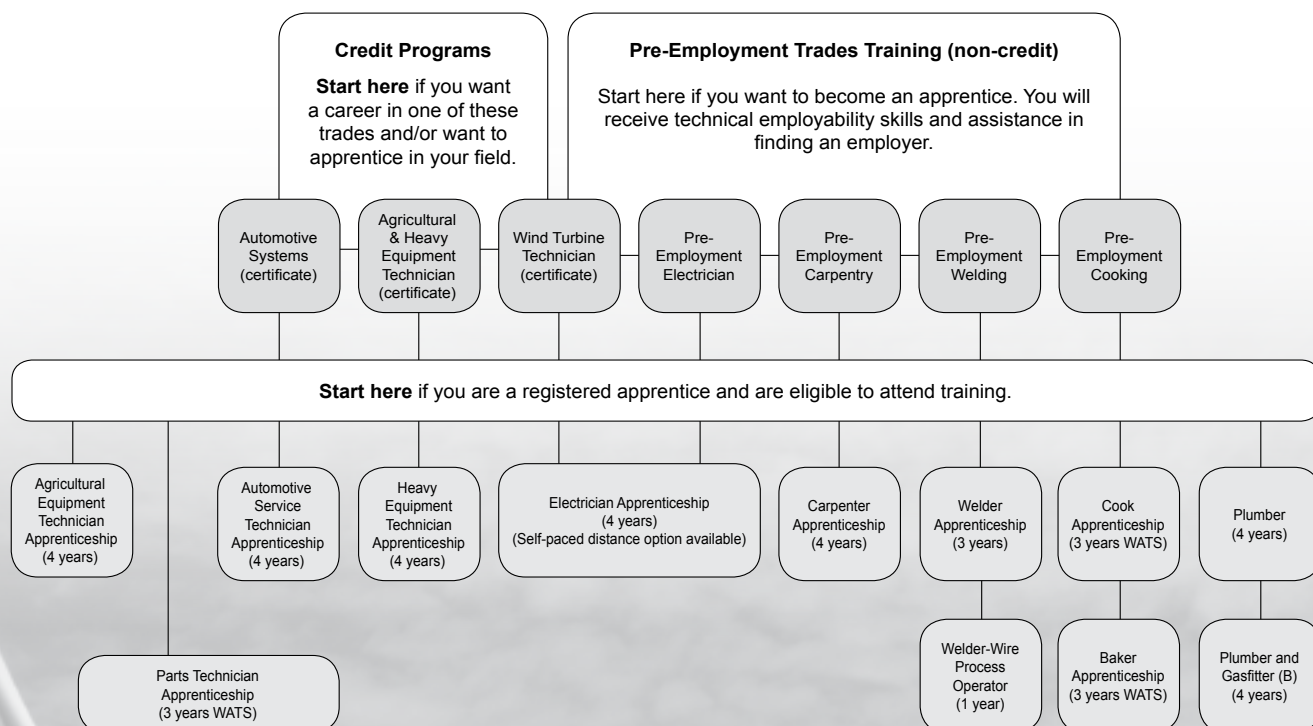 Credit Programs
Start here if you want
a career in one of these
trades and/or want to
apprentice in your field.
Pre-Employment Trades Training (non-credit)
Start here if you want to become an apprentice. You will
receive technical employability skills and assistance in
finding an employer.
Automotive
Systems
(certificate)
Agricultural
& Heavy
Equipment
Technician
(certificate)
Wind Turbine
Technician
(certificate)
Pre-
Employment
Electrician
Pre-
Employment
Carpentry
Pre-
Employment
Welding
Pre-
Employment
Cooking
Start here if you are a registered apprentice and are eligible to attend training.
Agricultural
Equipment
Technician
Apprenticeship
(4 years)
Automotive
Service
Technician
Apprenticeship
(4 years)
Heavy
Equipment
Technician
Apprenticeship
(4 years)
Electrician Apprenticeship
(4 years)
(Self-paced distance option available)
Carpenter
Apprenticeship
(4 years)
Welder
Apprenticeship
(3 years)
Cook
Apprenticeship
(3 years WATS)
Plumber
(4 years)
Parts Technician
Apprenticeship
(3 years WATS)
Welder-Wire
Process
Operator
(1 year)
Baker
Apprenticeship
(3 years WATS)
Plumber and
Gasfitter (B)
(4 years)